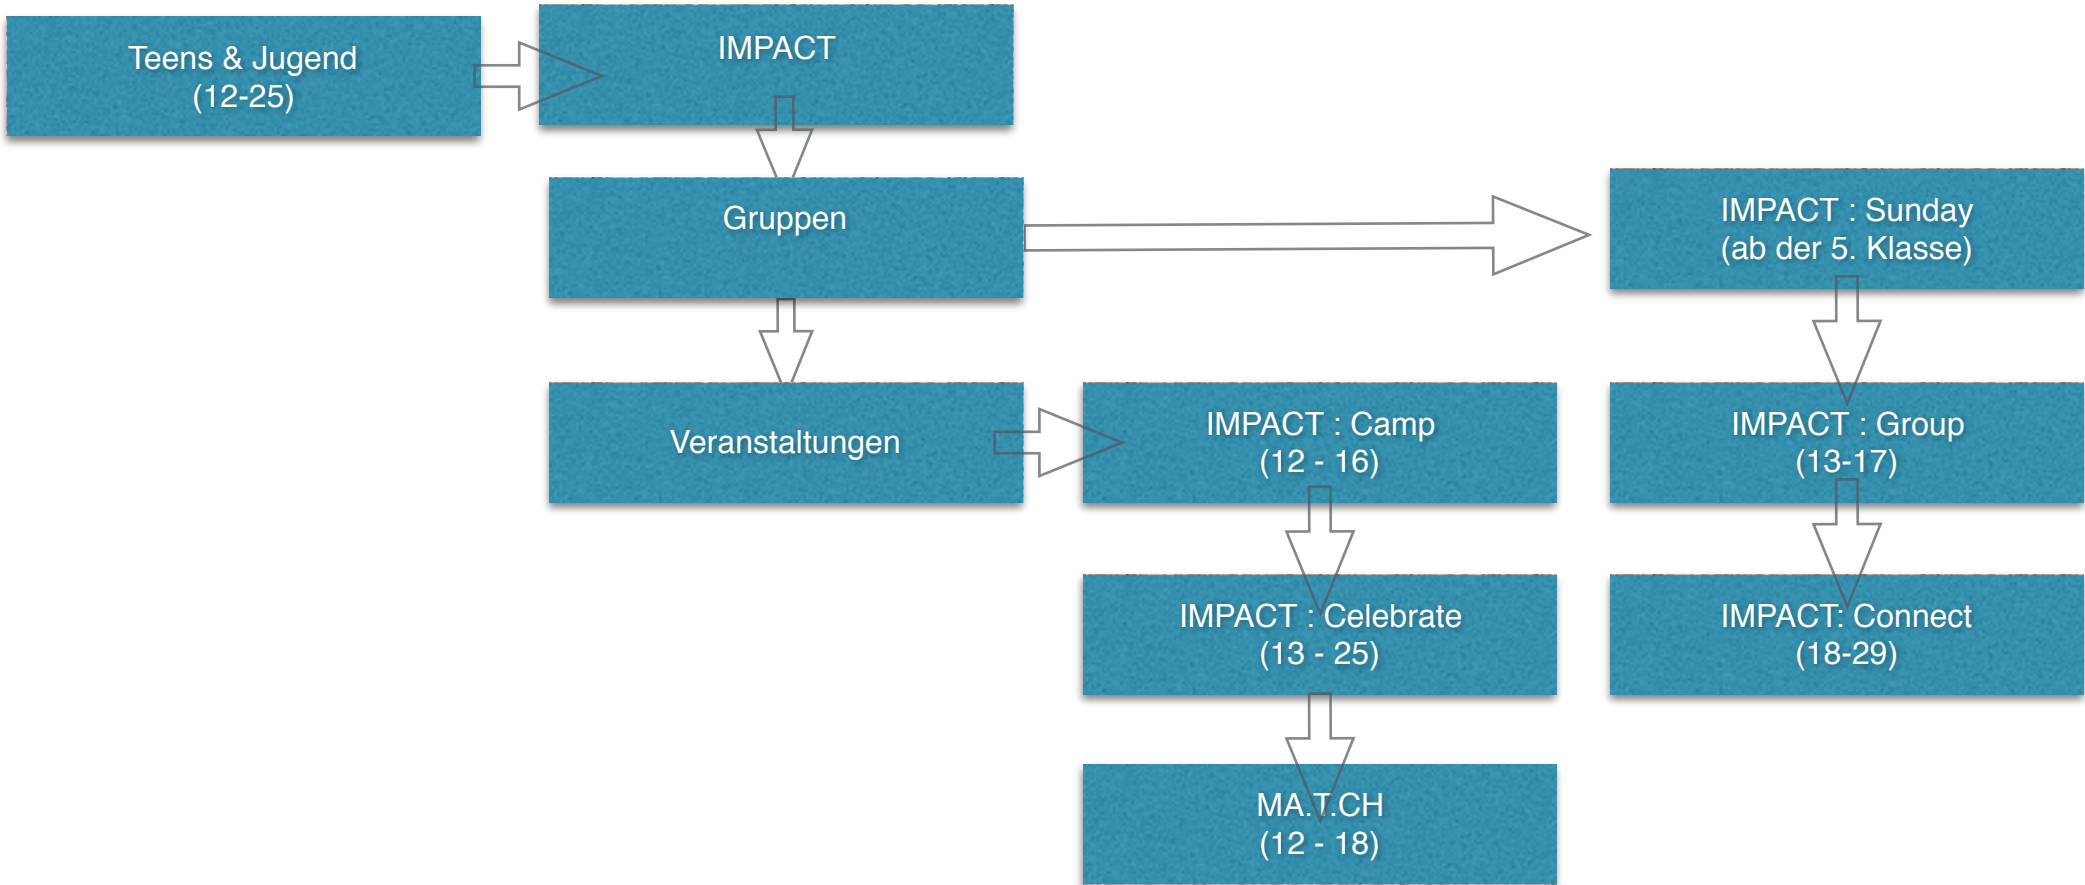 Teens & Jugend
(12-25)
IMPACT
Gruppen
IMPACT : Sunday
(ab der 5. Klasse)
Veranstaltungen
IMPACT : Camp
(12 - 16)
IMPACT : Group
(13-17)
IMPACT : Celebrate
(13 - 25)
IMPACT: Connect
(18-29)
MA.T.CH
(12 - 18)